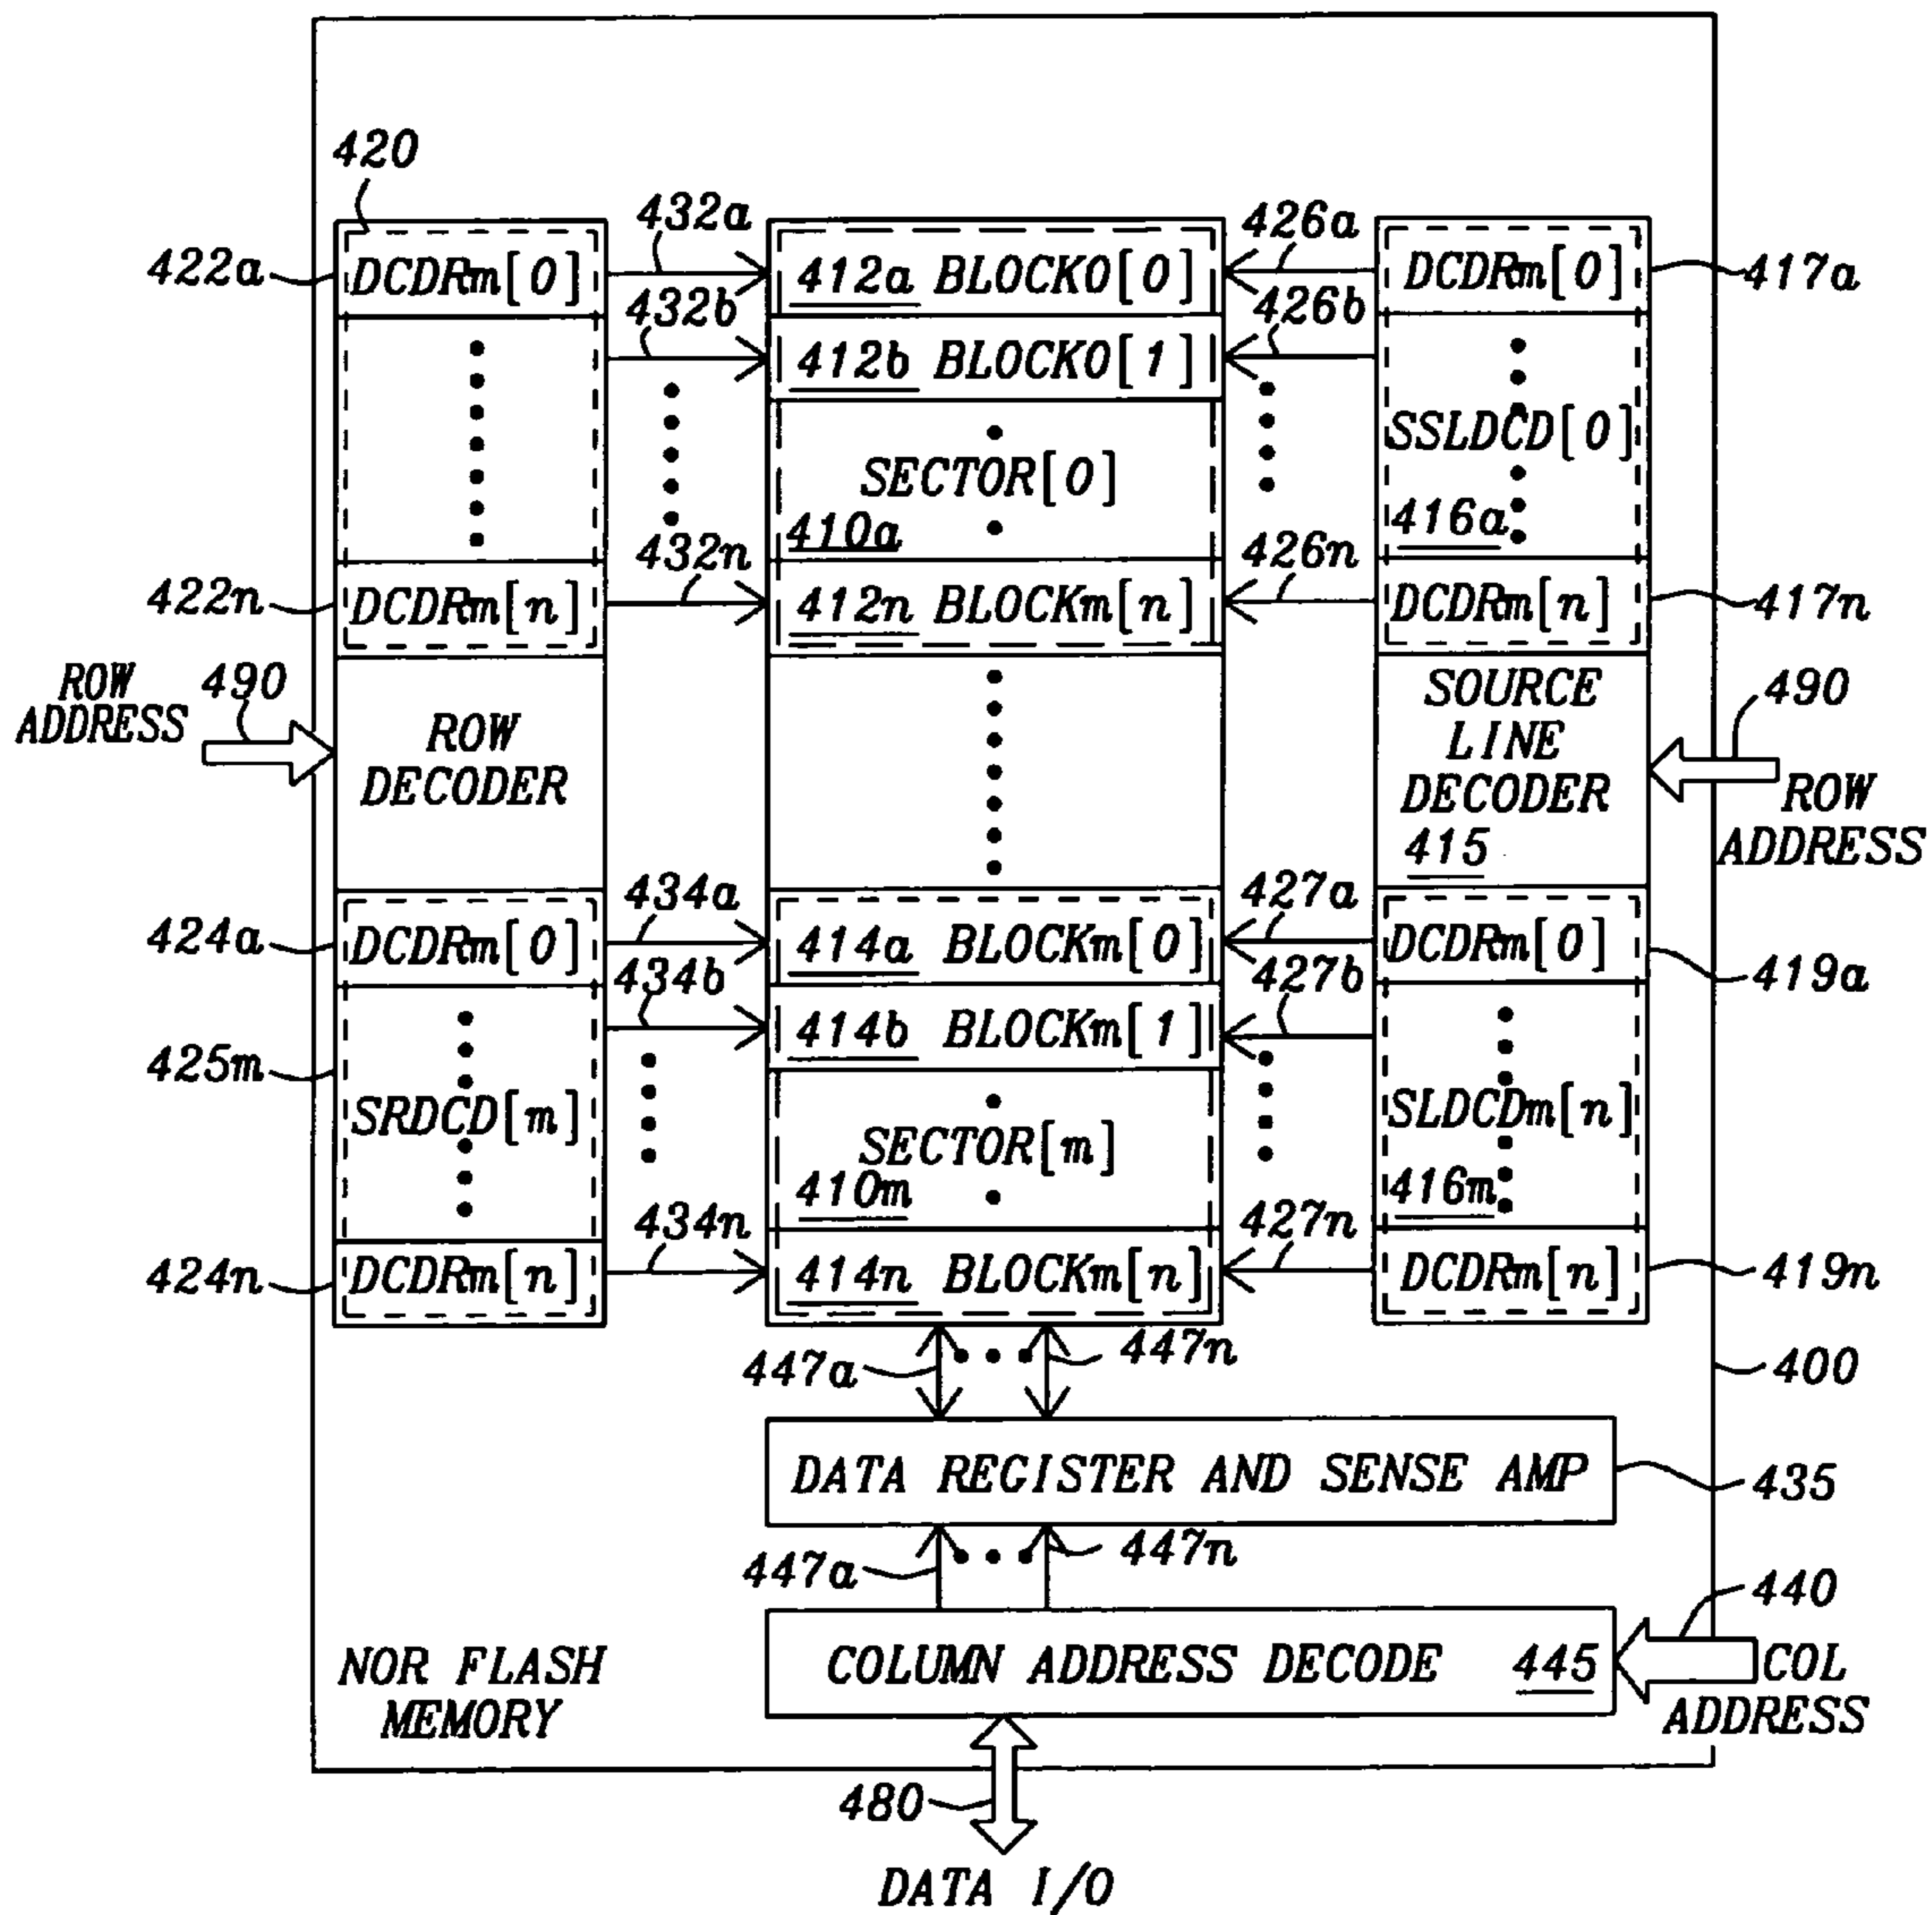 420
432a
426a
422a
DCDRm[0]
412a BLOCK0[0]
DCDRm[0]
417a
432b
426b
412b BLOCK0[1]
SSLDCD[0]
SECTOR[0]
410a
416a
432n
426n
422n
DCDRm[n]
412n BLOCKm[n]
DCDRm[n]
417n
ROW
ADDRESS
490
ROW
DECODER
SOURCE
LINE
DECODER
415
490
ROW
ADDRESS
434a
427a
424a
DCDRm[0]
414a BLOCKm[0]
DCDRm[0]
419a
434b
427b
414b BLOCKm[1]
425m
SRDCD[m]
SECTOR[m]
410m
SLDCDm[n]
416m
434n
427n
424n
DCDRm[n]
414n BLOCKm[n]
DCDRm[n]
419n
447a
447n
400
DATA REGISTER AND SENSE AMP
435
447a
447n
440
COLUMN ADDRESS DECODE 445
COL
ADDRESS
NOR FLASH
MEMORY
480
DATA I/O